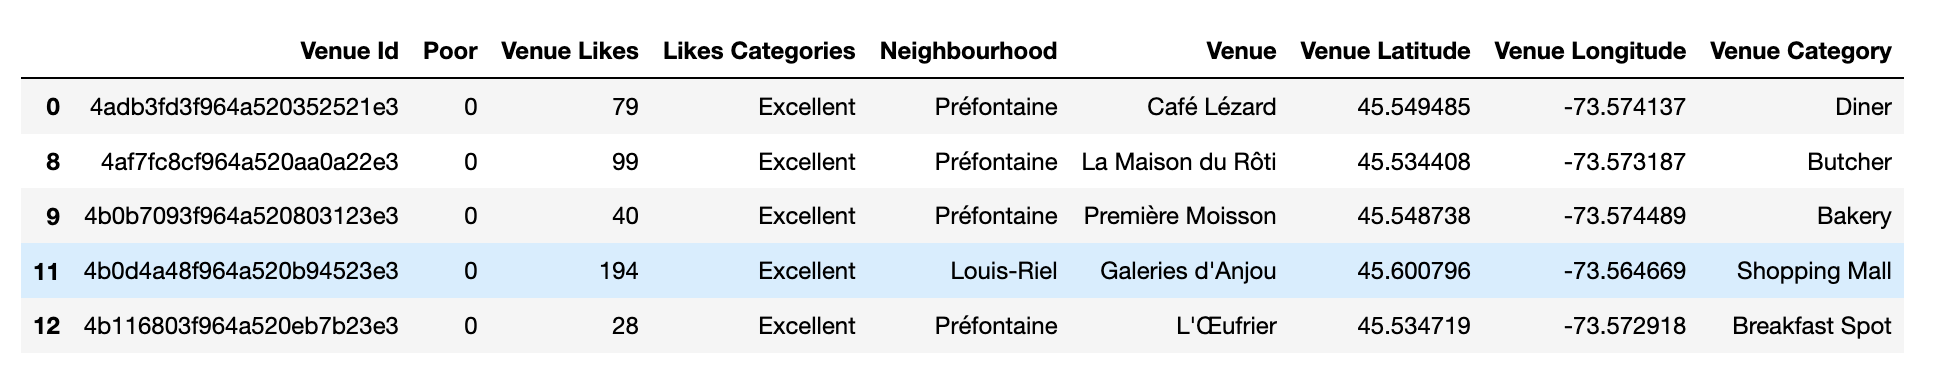 Venue Id Poor Venue Likes Likes Categories Neighbourhood Venue Venue Latitude Venue Longitude Venue Category
0 4adb3fd3f964a520352521e3 0 79 Excellent Préfontaine Café Lézard 45.549485 -73.574137 Diner
8 4af7fc8cf964a520aa0a22e3 0 99 Excellent Préfontaine La Maison du Rôti 45.534408 -73.573187 Butcher
9 4b0b7093f964a520803123e3 0 40 Excellent Préfontaine Première Moisson 45.548738 -73.574489 Bakery
11 4b0d4a48f964a520b94523e3 0 194 Excellent Louis-Riel Galeries d'Anjou 45.600796 -73.564669 Shopping Mall
12 4b116803f964a520eb7b23e3 0 28 Excellent Préfontaine L'Œufrier 45.534719 -73.572918 Breakfast Spot